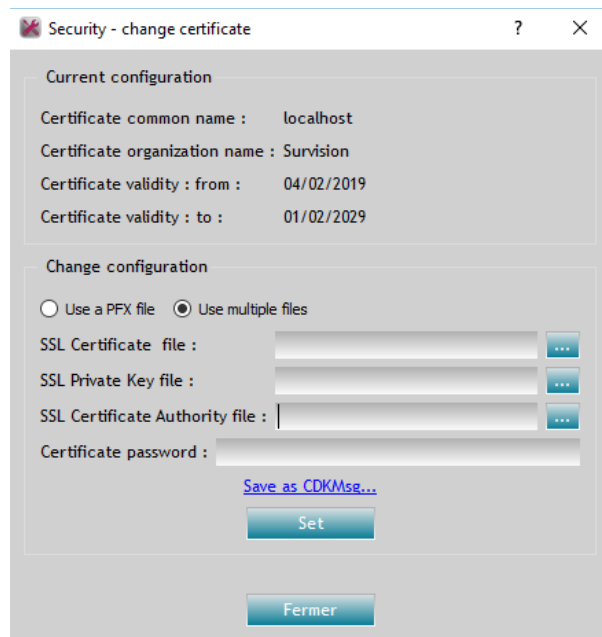 Security - change certificate ? ×
Current configuration
Certificate common name : localhost
Certificate organization name : Survision
Certificate validity : from : 04/02/2019
Certificate validity : to : 01/02/2029
Change configuration
Use a PFX file Use multiple files
SSL Certificate file : ...
SSL Private Key file : ...
SSL Certificate Authority file : ...
Certificate password :
Save as CDKMsg...
Set
Fermer